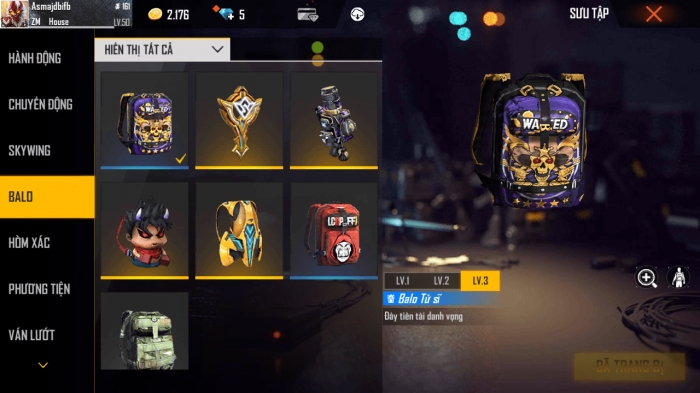 Asmajdbifb
# 161
ZM House
LV.50
2.176
5
SƯU TẬP
HÀNH ĐỘNG
CHUYỂN ĐỘNG
SKYWING
BALO
HÒM XÁC
PHƯƠNG TIỆN
VÁN LƯỚT
HIỂN THỊ TẤT CẢ
WANTED
LV.1
LV.2
LV.3
Balo Tử sĩ
Đầy tiền tài danh vọng
ĐÃ TRANG BỊ